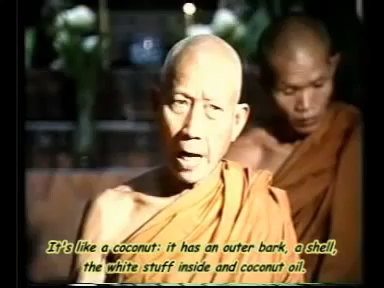 It's like a coconut: it has an outer bark, a shell,
the white stuff inside and coconut oil.